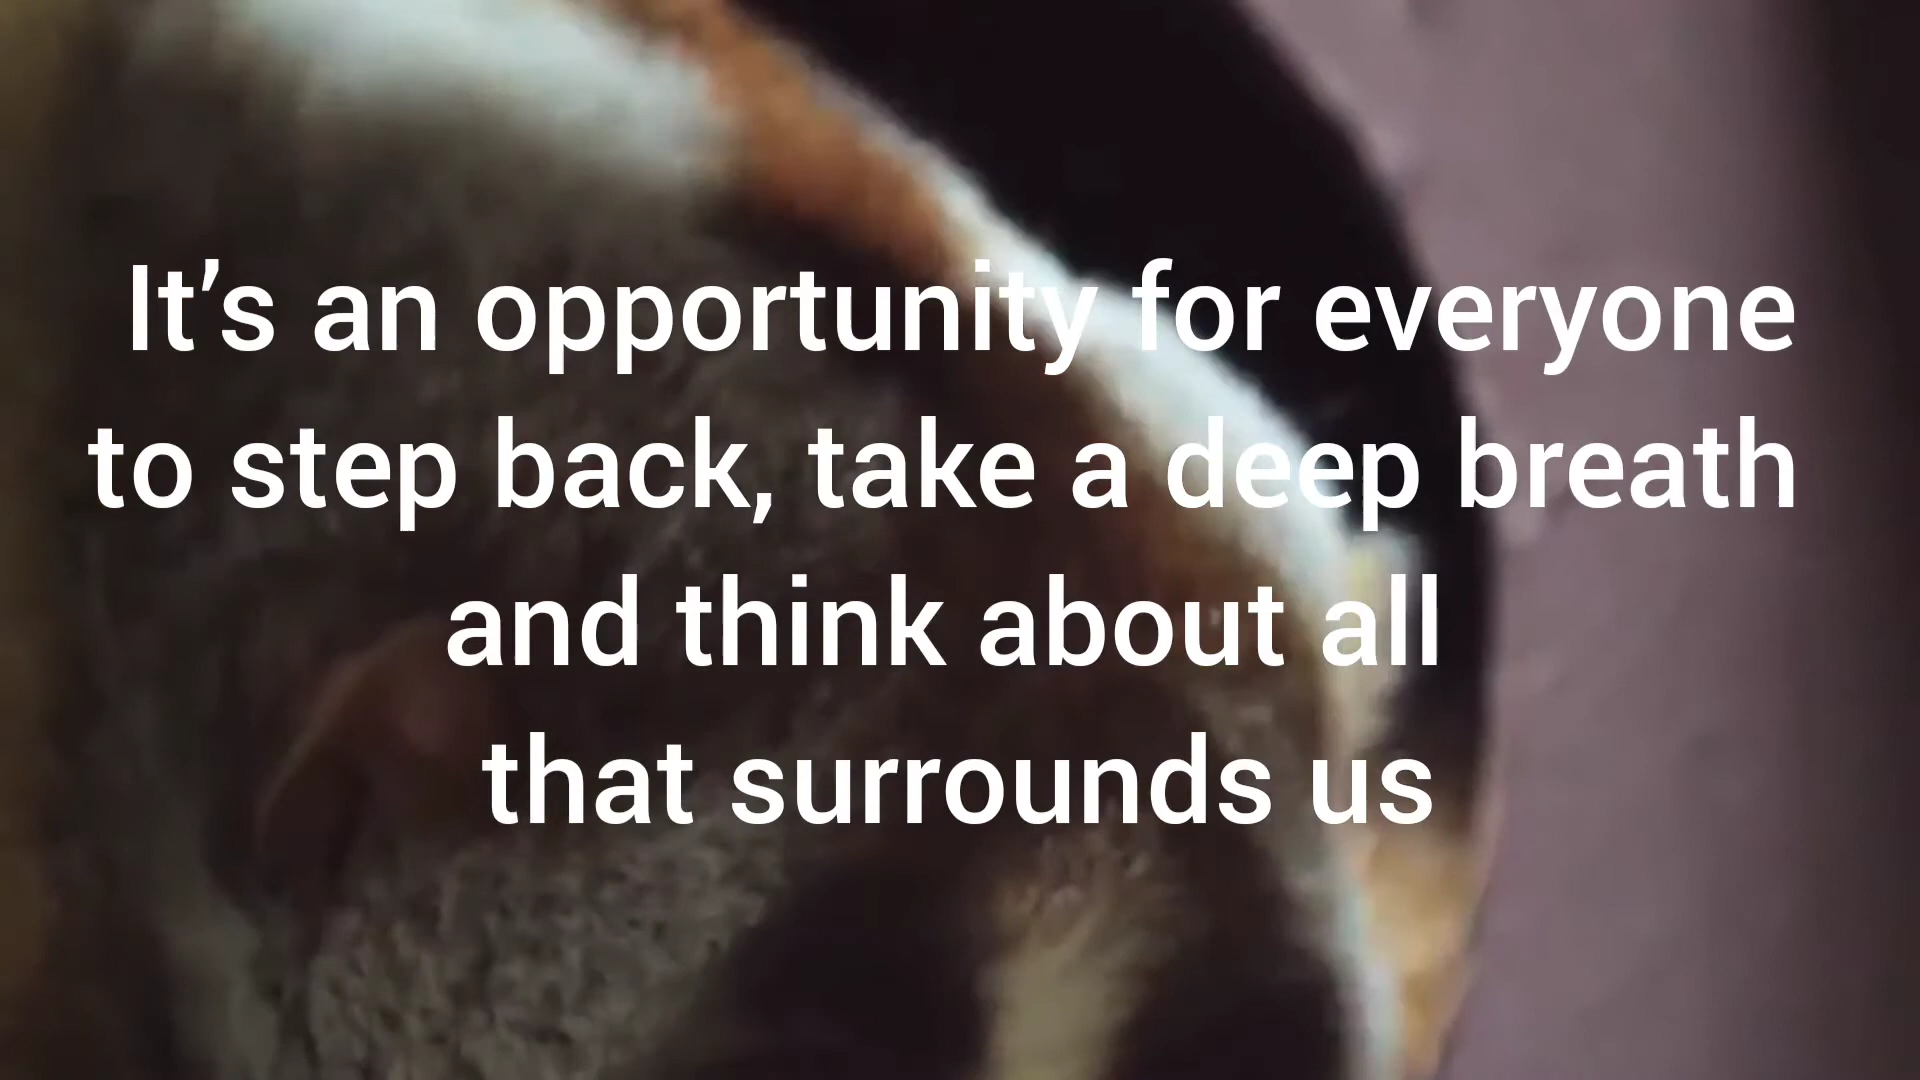 It’s an opportunity for everyone
to step back, take a deep breath
and think about all
that surrounds us